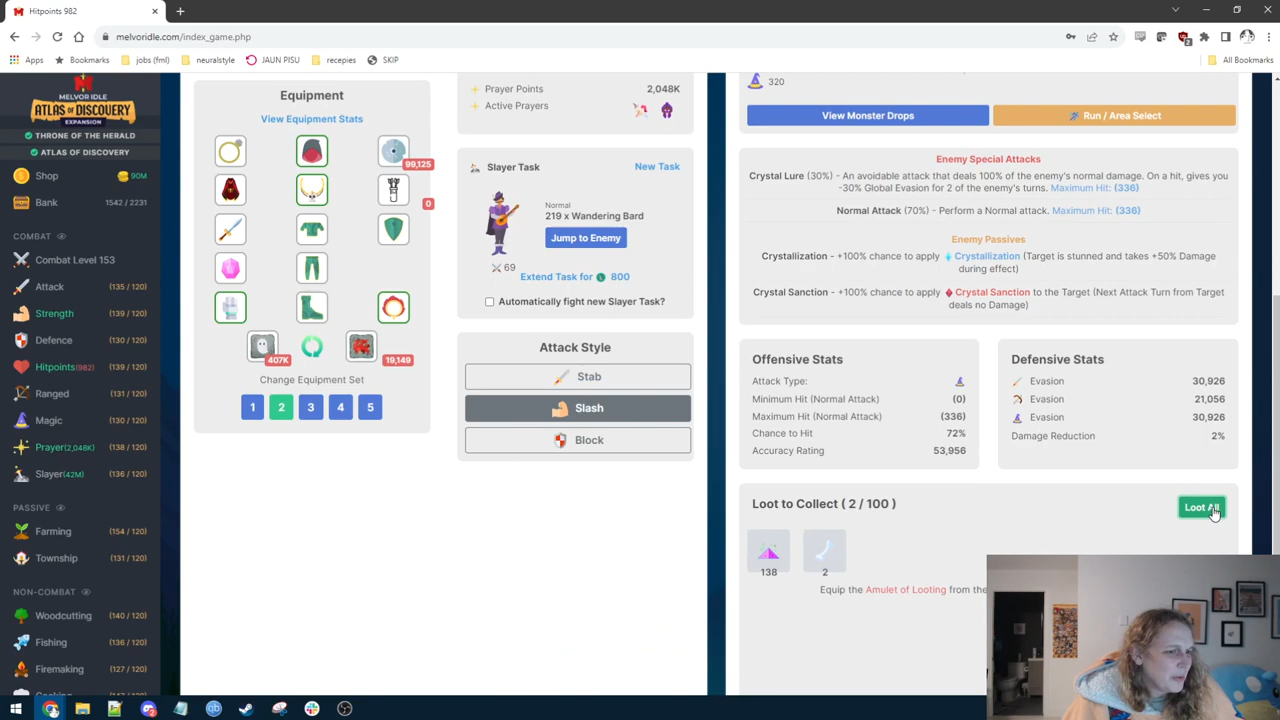 Hitpoints 982
melvoridle.com/index_game.php
Apps
Bookmarks
jobs (fml)
neuralstyle
JAUN PISU
recepies
SKIP
All Bookmarks
MELVOR IDLE
ATLAS OF DISCOVERY
EXPANSION
THRONE OF THE HERALD
ATLAS OF DISCOVERY
Shop 90M
Bank 1542 / 2231
COMBAT
Combat Level 153
Attack (135 / 120)
Strength (139 / 120)
Defence (130 / 120)
Hitpoints(982) (139 / 120)
Ranged (131 / 120)
Magic (130 / 120)
Prayer(2,048K) (138 / 120)
Slayer(42M) (136 / 120)
PASSIVE
Farming (154 / 120)
Township (131 / 120)
NON-COMBAT
Woodcutting (140 / 120)
Fishing (136 / 120)
Firemaking (127 / 120)
Equipment
View Equipment Stats
99,125
0
407K
19,149
Change Equipment Set
1 2 3 4 5
Prayer Points 2,048K
Active Prayers
Slayer Task New Task
Normal
219 x Wandering Bard
Jump to Enemy
69
Extend Task for 800
Automatically fight new Slayer Task?
Attack Style
Stab
Slash
Block
320
View Monster Drops
Run / Area Select
Enemy Special Attacks
Crystal Lure (30%) - An avoidable attack that deals 100% of the enemy's normal damage. On a hit, gives you
-30% Global Evasion for 2 of the enemy's turns. Maximum Hit: (336)
Normal Attack (70%) - Perform a Normal attack. Maximum Hit: (336)
Enemy Passives
Crystallization - +100% chance to apply Crystallization (Target is stunned and takes +50% Damage
during effect)
Crystal Sanction - +100% chance to apply Crystal Sanction to the Target (Next Attack Turn from Target
deals no Damage)
Offensive Stats
Attack Type:
Minimum Hit (Normal Attack) (0)
Maximum Hit (Normal Attack) (336)
Chance to Hit 72%
Accuracy Rating 53,956
Defensive Stats
Evasion 30,926
Evasion 21,056
Evasion 30,926
Damage Reduction 2%
Loot to Collect ( 2 / 100 )
Loot All
138
2
Equip the Amulet of Looting from the